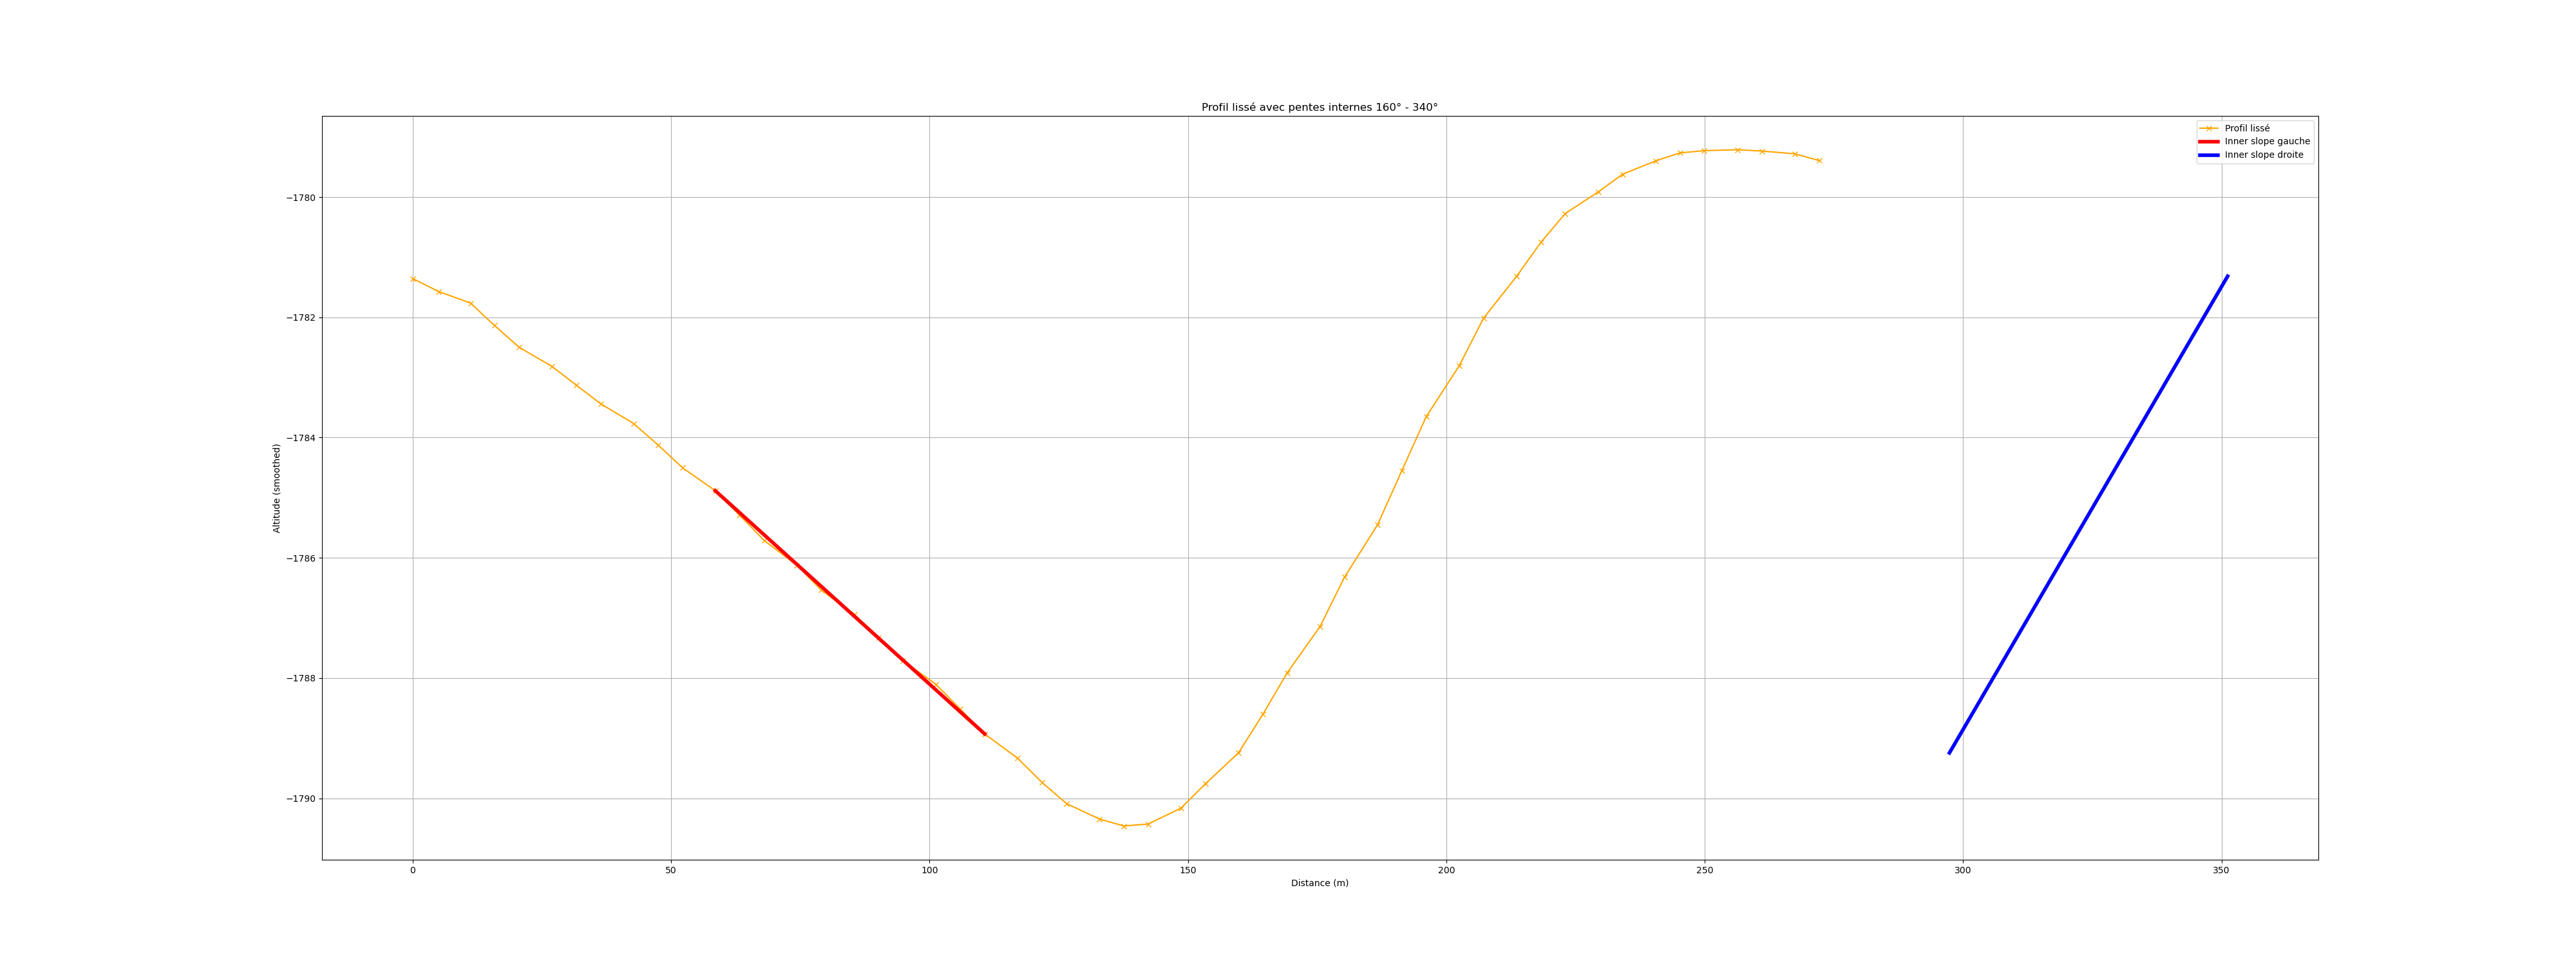 Profil lissé avec pentes internes 160° - 340°
Profil lissé
Inner slope gauche
Inner slope droite
Altitude (smoothed)
−1780
−1782
−1784
−1786
−1788
−1790
0
50
100
150
200
250
300
350
Distance (m)